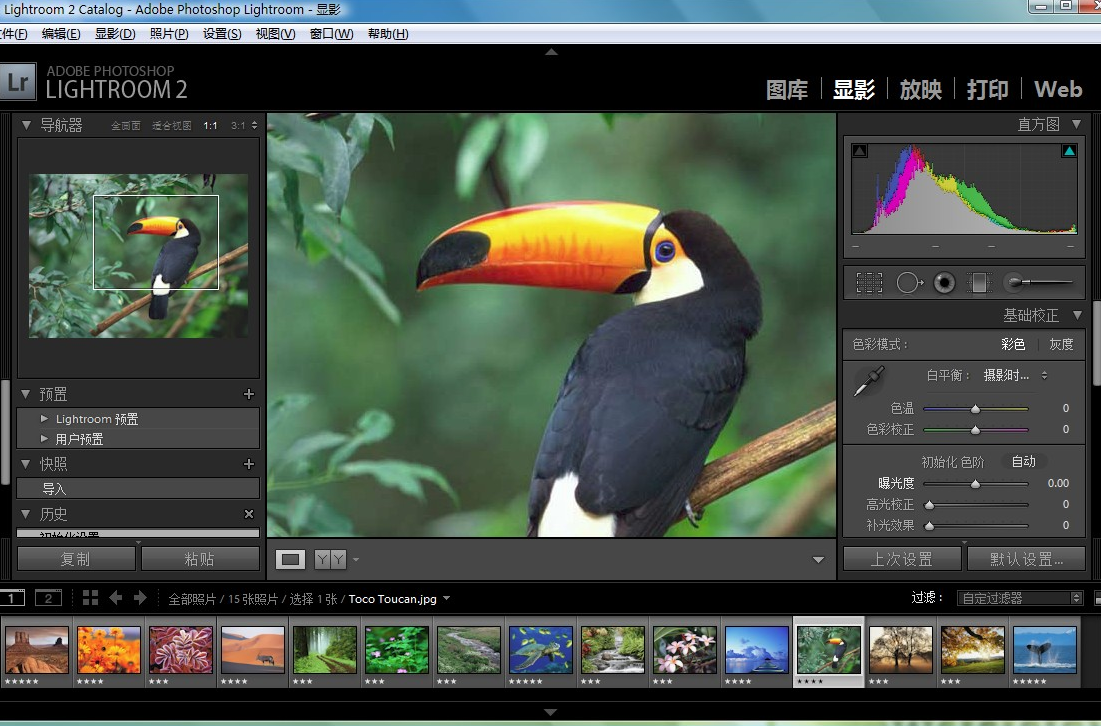 Lightroom 2 Catalog - Adobe Photoshop Lightroom - 显影
件(F) 编辑(E) 显影(D) 照片(P) 设置(S) 视图(V) 窗口(W) 帮助(H)
Lr ADOBE PHOTOSHOP
LIGHTROOM 2
图库 显影 放映 打印 Web
导航器 全页面 适合视图 1:1 3:1
直方图
基础校正
色彩模式: 彩色 灰度
白平衡: 摄影时...
色温 0
色彩校正 0
初始化色阶 自动
曝光度 0.00
高光校正 0
补光效果 0
预置
Lightroom 预置
用户预置
快照
导入
历史
初始化设置
复制 粘贴
YY
上次设置 默认设置...
1 2 全部照片 / 15 张照片 / 选择 1 张 / Toco Toucan.jpg 过滤: 自定过滤器